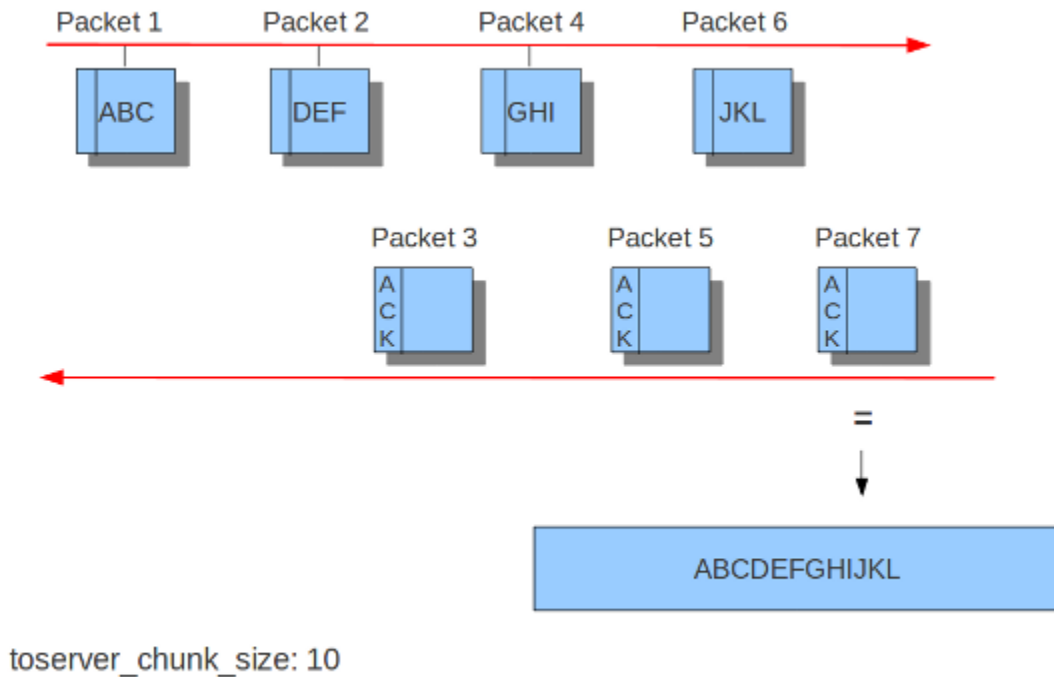 Packet 1 Packet 2 Packet 4 Packet 6
ABC DEF GHI JKL
Packet 3 Packet 5 Packet 7
A A A
C C C
K K K
=
ABCDEFGHIJKL
toserver_chunk_size: 10